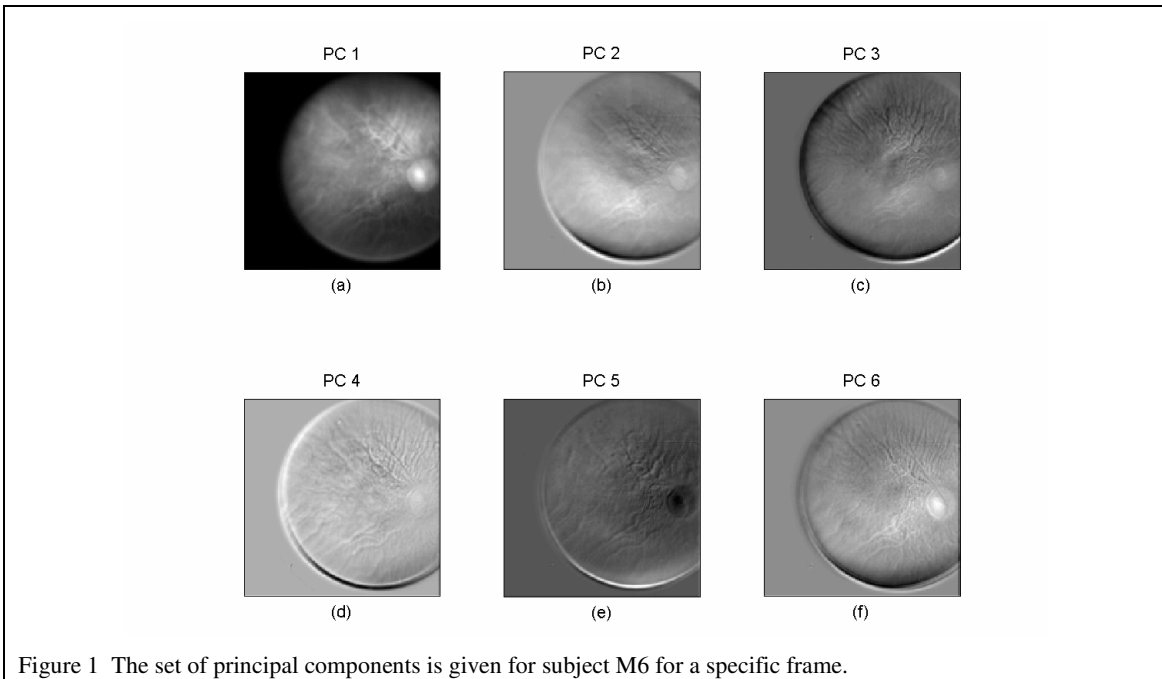 PC 1
PC 2
PC 3
(a)
(b)
(c)
PC 4
PC 5
PC 6
(d)
(e)
(f)
Figure 1 The set of principal components is given for subject M6 for a specific frame.